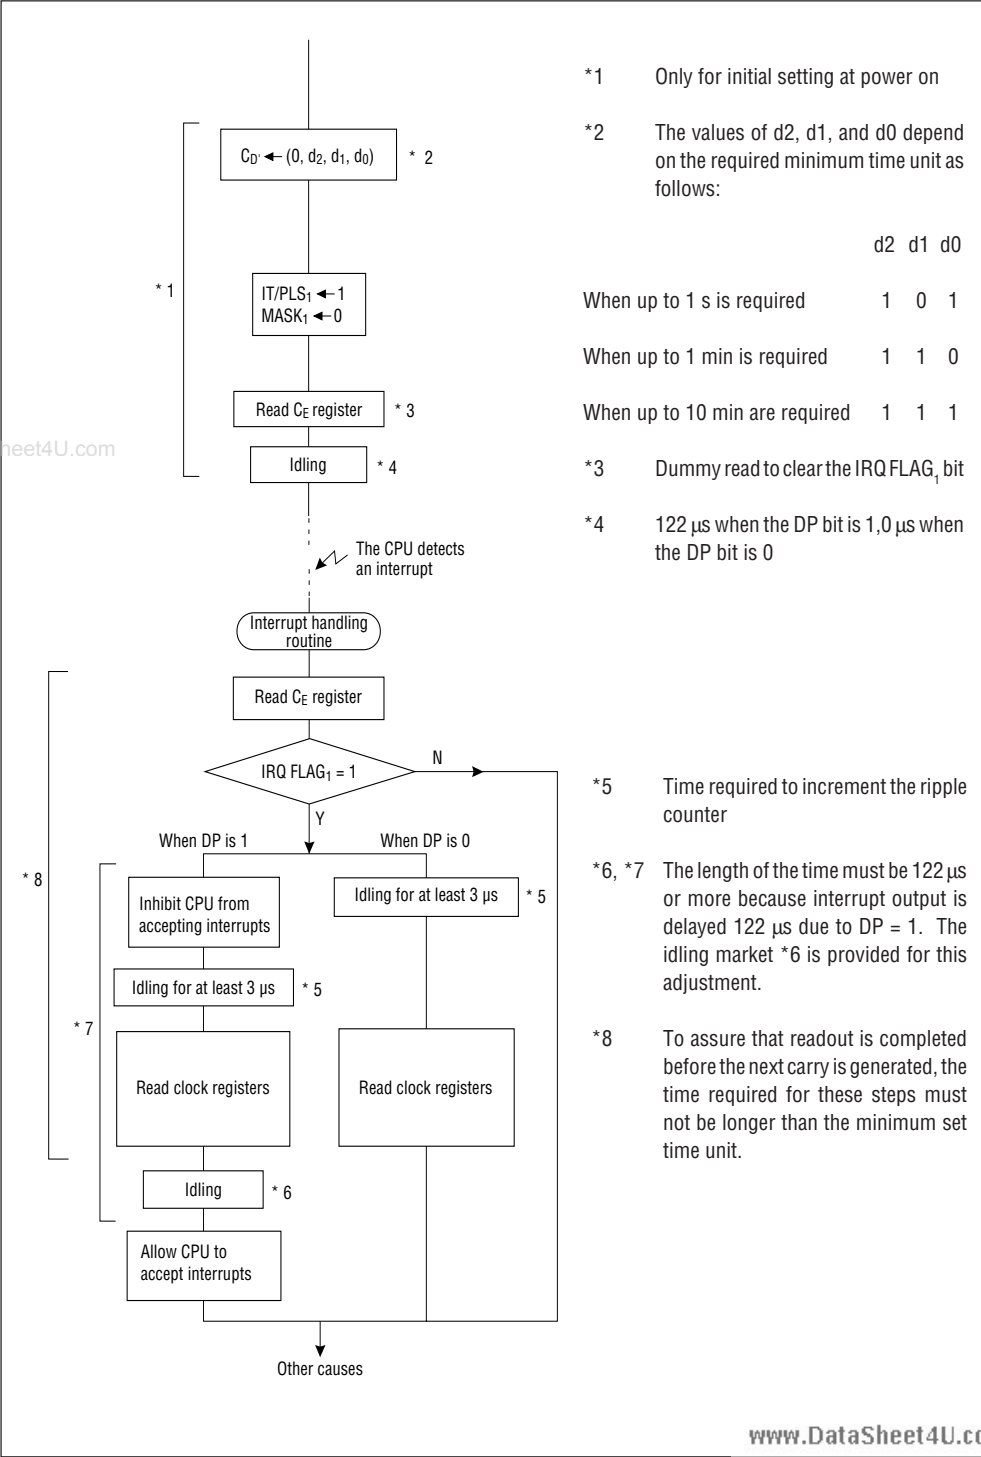 *1 Only for initial setting at power on
*2 The values of d2, d1, and d0 depend
on the required minimum time unit as
follows:
d2 d1 d0
When up to 1 s is required 1 0 1
When up to 1 min is required 1 1 0
When up to 10 min are required 1 1 1
*3 Dummy read to clear the IRQ FLAG₁ bit
*4 122 µs when the DP bit is 1,0 µs when
the DP bit is 0
C_D' ← (0, d₂, d₁, d₀) * 2
* 1
IT/PLS₁ ← 1
MASK₁ ← 0
Read C_E register * 3
heet4U.com
Idling * 4
The CPU detects
an interrupt
Interrupt handling
routine
Read C_E register
IRQ FLAG₁ = 1
N
Y
When DP is 1
When DP is 0
* 8
Inhibit CPU from
accepting interrupts
Idling for at least 3 µs * 5
Idling for at least 3 µs * 5
* 7
Read clock registers
Read clock registers
Idling * 6
Allow CPU to
accept interrupts
Other causes
*5 Time required to increment the ripple
counter
*6, *7 The length of the time must be 122 µs
or more because interrupt output is
delayed 122 µs due to DP = 1. The
idling market *6 is provided for this
adjustment.
*8 To assure that readout is completed
before the next carry is generated, the
time required for these steps must
not be longer than the minimum set
time unit.
www.DataSheet4U.co